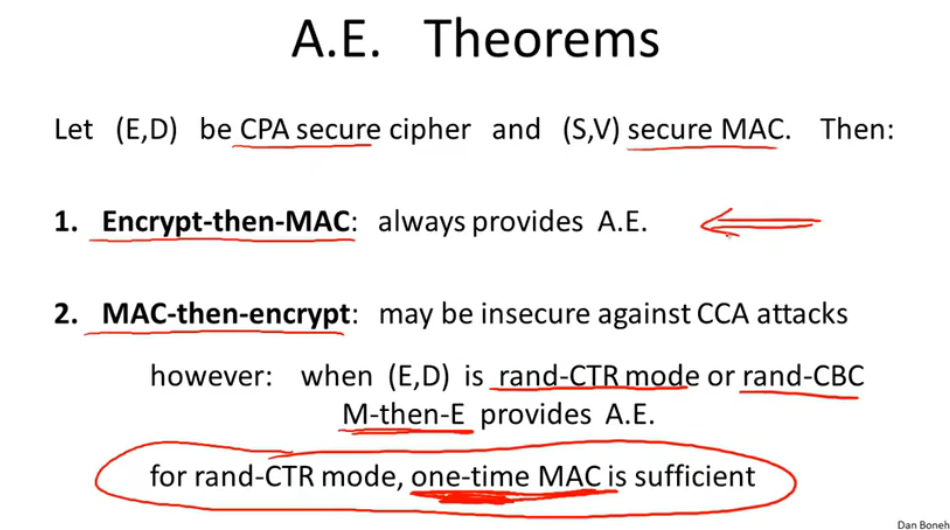 A.E. Theorems
Let (E,D) be CPA secure cipher and (S,V) secure MAC. Then:
1. Encrypt-then-MAC: always provides A.E.
2. MAC-then-encrypt: may be insecure against CCA attacks
however: when (E,D) is rand-CTR mode or rand-CBC
M-then-E provides A.E.
for rand-CTR mode, one-time MAC is sufficient
Dan Boneh